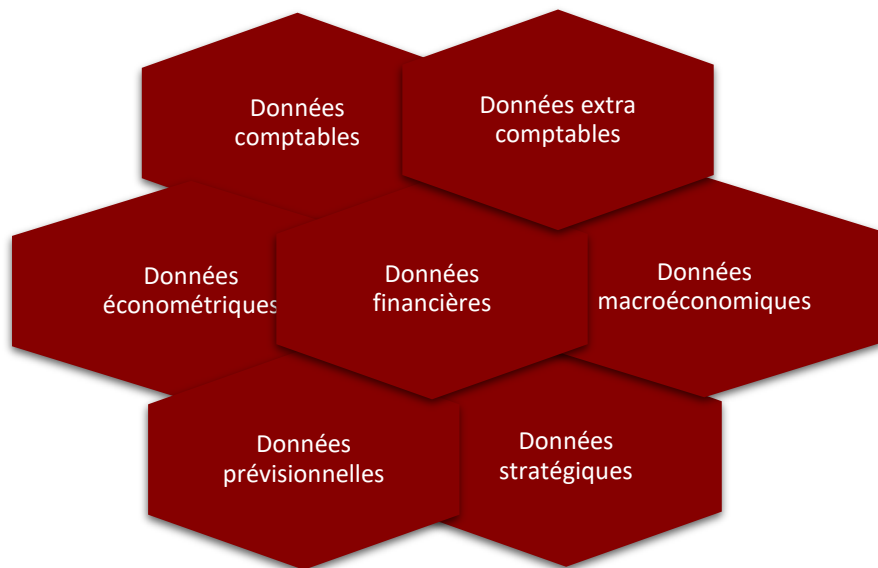 Données
comptables
Données extra
comptables
Données
économétriques
Données
financières
Données
macroéconomiques
Données
prévisionnelles
Données
stratégiques